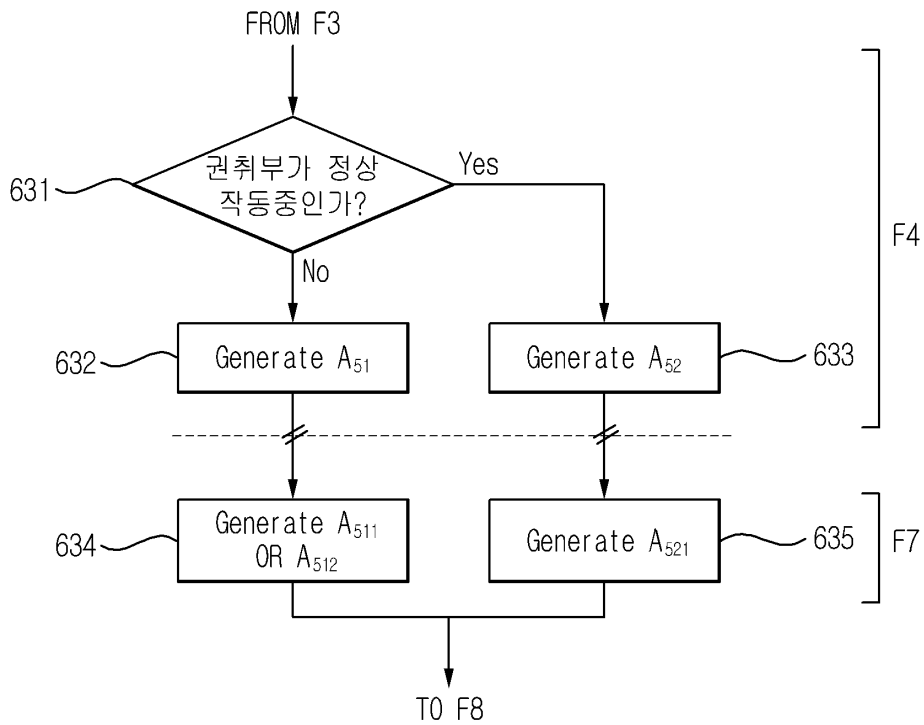 FROM F3
권취부가 정상
작동중인가?
Yes
631
No
F4
Generate A51
632
Generate A52
633
Generate A511
OR A512
634
Generate A521
635
F7
TO F8